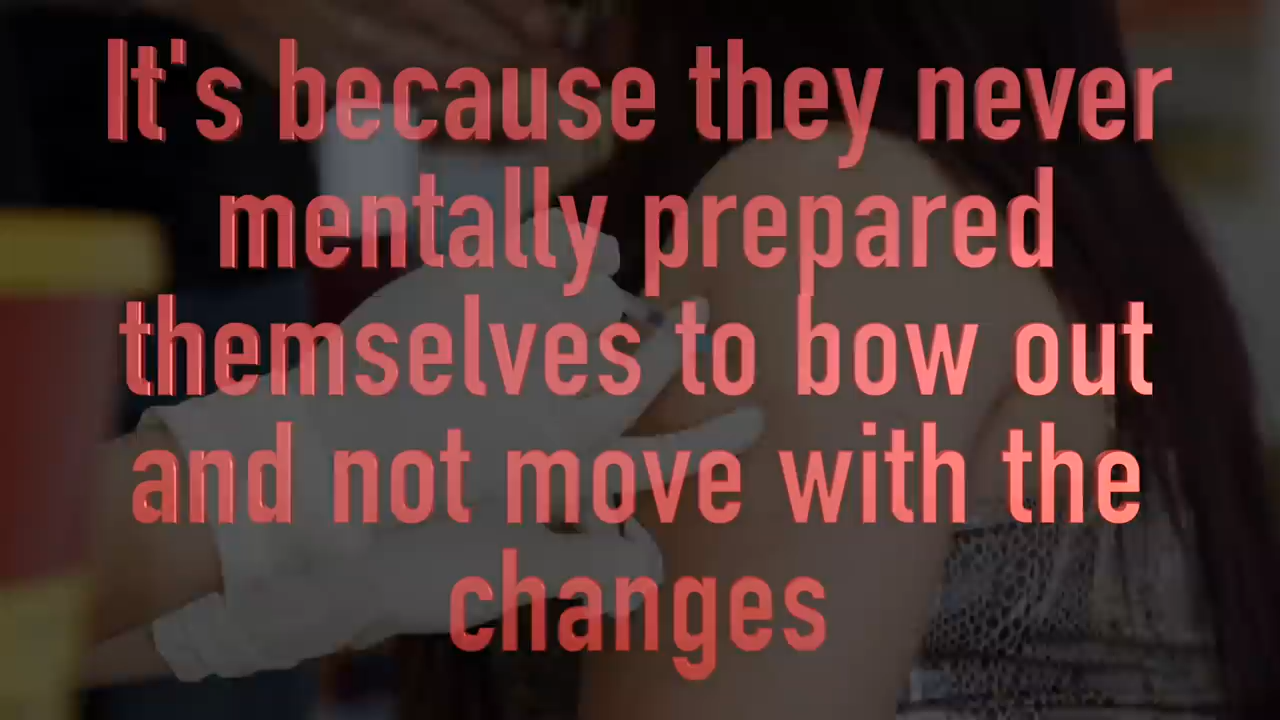 It's because they never
mentally prepared
themselves to bow out
and not move with the
changes